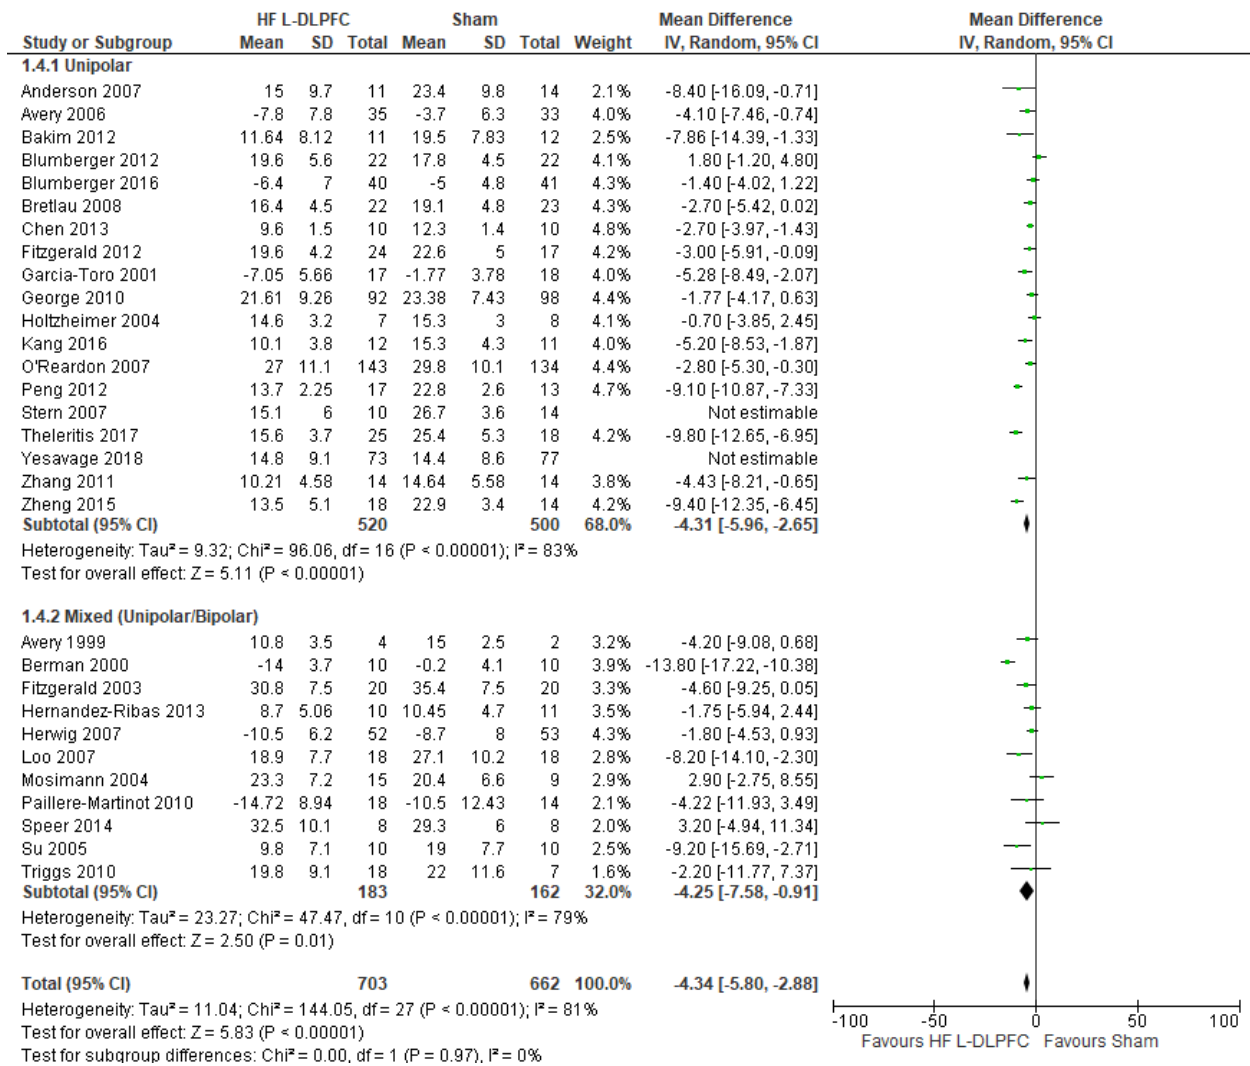 HF L-DLPFC Sham Mean Difference Mean Difference
Study or Subgroup Mean SD Total Mean SD Total Weight IV, Random, 95% CI IV, Random, 95% CI
1.4.1 Unipolar
Anderson 2007 15 9.7 11 23.4 9.8 14 2.1% -8.40 [-16.09, -0.71]
Avery 2006 -7.8 7.8 35 -3.7 6.3 33 4.0% -4.10 [-7.46, -0.74]
Bakim 2012 11.64 8.12 11 19.5 7.83 12 2.5% -7.86 [-14.39, -1.33]
Blumberger 2012 19.6 5.6 22 17.8 4.5 22 4.1% 1.80 [-1.20, 4.80]
Blumberger 2016 -6.4 7 40 -5 4.8 41 4.3% -1.40 [-4.02, 1.22]
Bretlau 2008 16.4 4.5 22 19.1 4.8 23 4.3% -2.70 [-5.42, 0.02]
Chen 2013 9.6 1.5 10 12.3 1.4 10 4.8% -2.70 [-3.97, -1.43]
Fitzgerald 2012 19.6 4.2 24 22.6 5 17 4.2% -3.00 [-5.91, -0.09]
Garcia-Toro 2001 -7.05 5.66 17 -1.77 3.78 18 4.0% -5.28 [-8.49, -2.07]
George 2010 21.61 9.26 92 23.38 7.43 98 4.4% -1.77 [-4.17, 0.63]
Holtzheimer 2004 14.6 3.2 7 15.3 3 8 4.1% -0.70 [-3.85, 2.45]
Kang 2016 10.1 3.8 12 15.3 4.3 11 4.0% -5.20 [-8.53, -1.87]
O'Reardon 2007 27 11.1 143 29.8 10.1 134 4.4% -2.80 [-5.30, -0.30]
Peng 2012 13.7 2.25 17 22.8 2.6 13 4.7% -9.10 [-10.87, -7.33]
Stern 2007 15.1 6 10 26.7 3.6 14 Not estimable
Theleritis 2017 15.6 3.7 25 25.4 5.3 18 4.2% -9.80 [-12.65, -6.95]
Yesavage 2018 14.8 9.1 73 14.4 8.6 77 Not estimable
Zhang 2011 10.21 4.58 14 14.64 5.58 14 3.8% -4.43 [-8.21, -0.65]
Zheng 2015 13.5 5.1 18 22.9 3.4 14 4.2% -9.40 [-12.35, -6.45]
Subtotal (95% CI) 520 500 68.0% -4.31 [-5.96, -2.65]
Heterogeneity: Tau² = 9.32; Chi² = 96.06, df = 16 (P < 0.00001); I² = 83%
Test for overall effect: Z = 5.11 (P < 0.00001)
1.4.2 Mixed (Unipolar/Bipolar)
Avery 1999 10.8 3.5 4 15 2.5 2 3.2% -4.20 [-9.08, 0.68]
Berman 2000 -14 3.7 10 -0.2 4.1 10 3.9% -13.80 [-17.22, -10.38]
Fitzgerald 2003 30.8 7.5 20 35.4 7.5 20 3.3% -4.60 [-9.25, 0.05]
Hernandez-Ribas 2013 8.7 5.06 10 10.45 4.7 11 3.5% -1.75 [-5.94, 2.44]
Herwig 2007 -10.5 6.2 52 -8.7 8 53 4.3% -1.80 [-4.53, 0.93]
Loo 2007 18.9 7.7 18 27.1 10.2 18 2.8% -8.20 [-14.10, -2.30]
Mosimann 2004 23.3 7.2 15 20.4 6.6 9 2.9% 2.90 [-2.75, 8.55]
Paillere-Martinot 2010 -14.72 8.94 18 -10.5 12.43 14 2.1% -4.22 [-11.93, 3.49]
Speer 2014 32.5 10.1 8 29.3 6 8 2.0% 3.20 [-4.94, 11.34]
Su 2005 9.8 7.1 10 19 7.7 10 2.5% -9.20 [-15.69, -2.71]
Triggs 2010 19.8 9.1 18 22 11.6 7 1.6% -2.20 [-11.77, 7.37]
Subtotal (95% CI) 183 162 32.0% -4.25 [-7.58, -0.91]
Heterogeneity: Tau² = 23.27; Chi² = 47.47, df = 10 (P < 0.00001); I² = 79%
Test for overall effect: Z = 2.50 (P = 0.01)
Total (95% CI) 703 662 100.0% -4.34 [-5.80, -2.88]
Heterogeneity: Tau² = 11.04; Chi² = 144.05, df = 27 (P < 0.00001); I² = 81%
Test for overall effect: Z = 5.83 (P < 0.00001)
Test for subgroup differences: Chi² = 0.00, df = 1 (P = 0.97), I² = 0%
-100 -50 0 50 100
Favours HF L-DLPFC Favours Sham